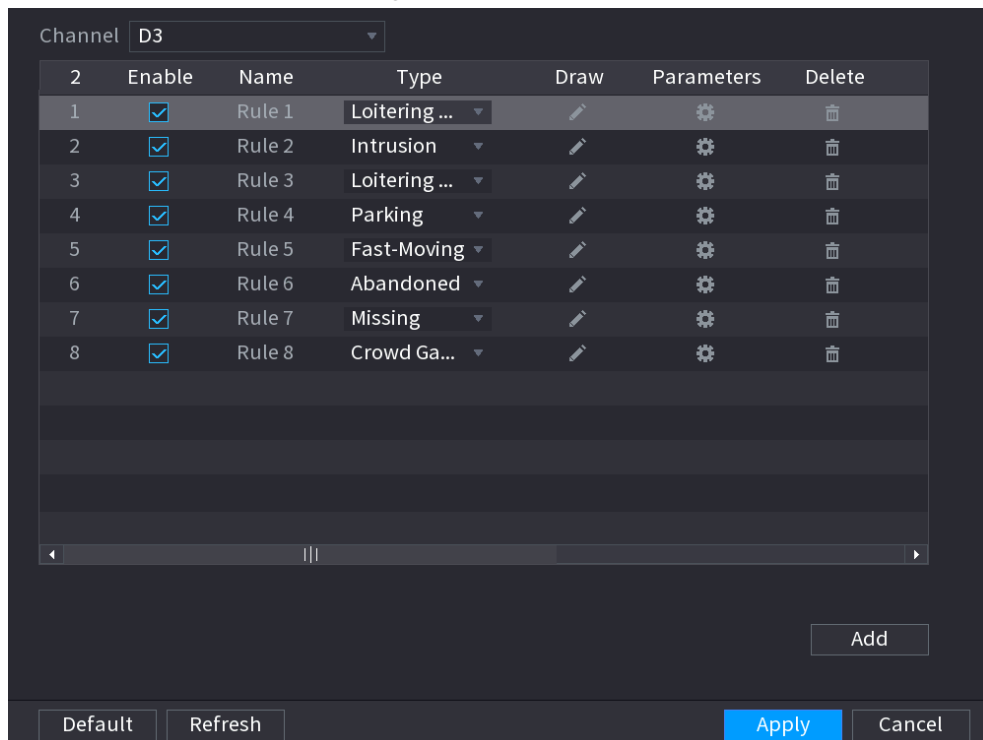 Channel D3
2 Enable Name Type Draw Parameters Delete
1 Rule 1 Loitering ...
2 Rule 2 Intrusion
3 Rule 3 Loitering ...
4 Rule 4 Parking
5 Rule 5 Fast-Moving
6 Rule 6 Abandoned
7 Rule 7 Missing
8 Rule 8 Crowd Ga...
Add
Default Refresh Apply Cancel